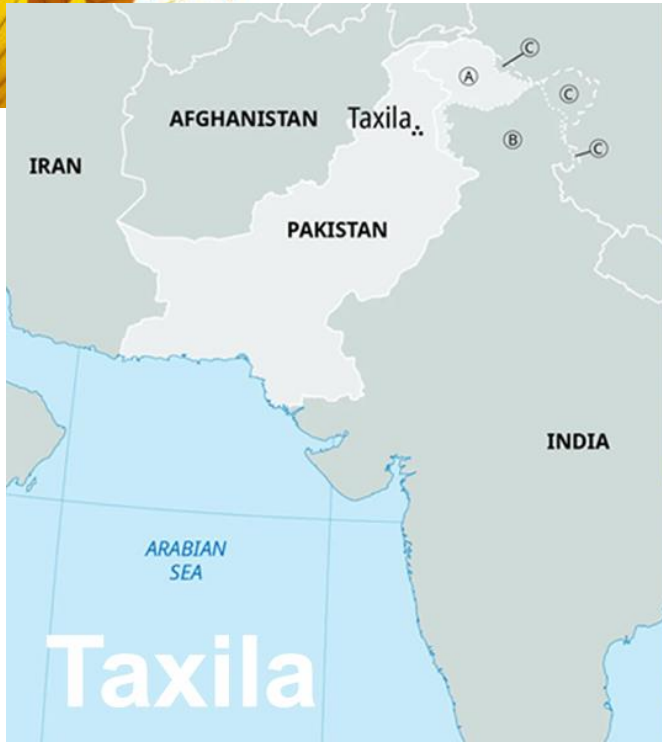 Ⓒ
Ⓐ
Ⓒ
AFGHANISTAN
Taxila
Ⓑ
Ⓒ
IRAN
PAKISTAN
INDIA
ARABIAN
SEA
Taxila